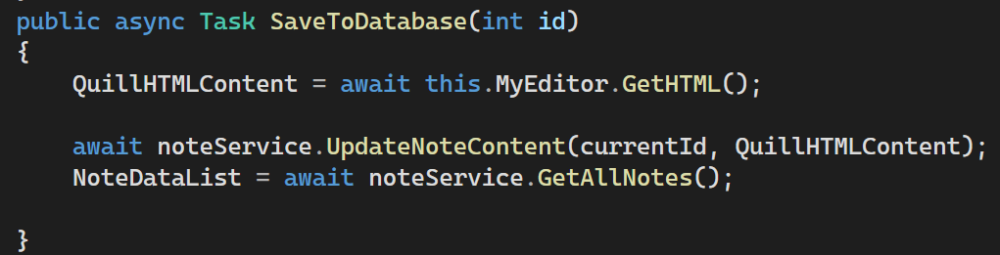 public async Task SaveToDatabase(int id)
{
QuillHTMLContent = await this.MyEditor.GetHTML();
await noteService.UpdateNoteContent(currentId, QuillHTMLContent);
NoteDataList = await noteService.GetAllNotes();
}